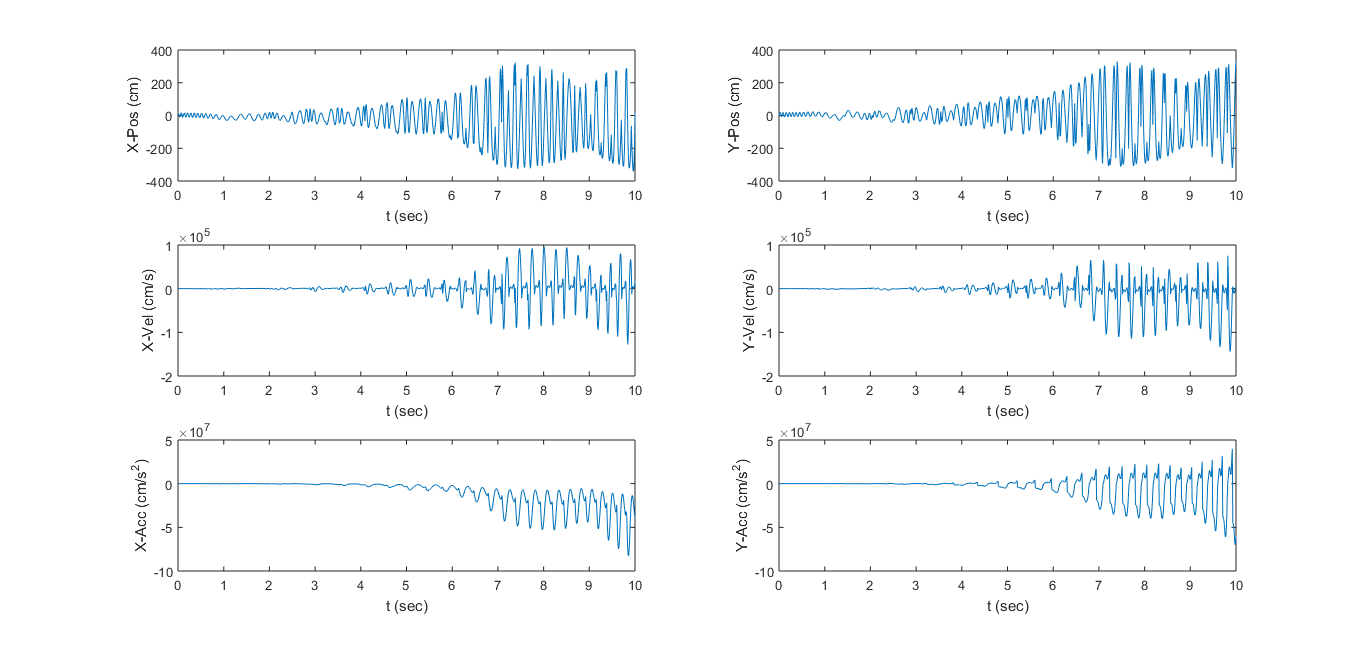 400
200
0
-200
-400
X-Pos (cm)
0 1 2 3 4 5 6 7 8 9 10
t (sec)
400
200
0
-200
-400
Y-Pos (cm)
0 1 2 3 4 5 6 7 8 9 10
t (sec)
×10^5
1
0
-1
-2
X-Vel (cm/s)
0 1 2 3 4 5 6 7 8 9 10
t (sec)
×10^5
1
0
-1
-2
Y-Vel (cm/s)
0 1 2 3 4 5 6 7 8 9 10
t (sec)
×10^7
5
0
-5
-10
X-Acc (cm/s^2)
0 1 2 3 4 5 6 7 8 9 10
t (sec)
×10^7
5
0
-5
-10
Y-Acc (cm/s^2)
0 1 2 3 4 5 6 7 8 9 10
t (sec)